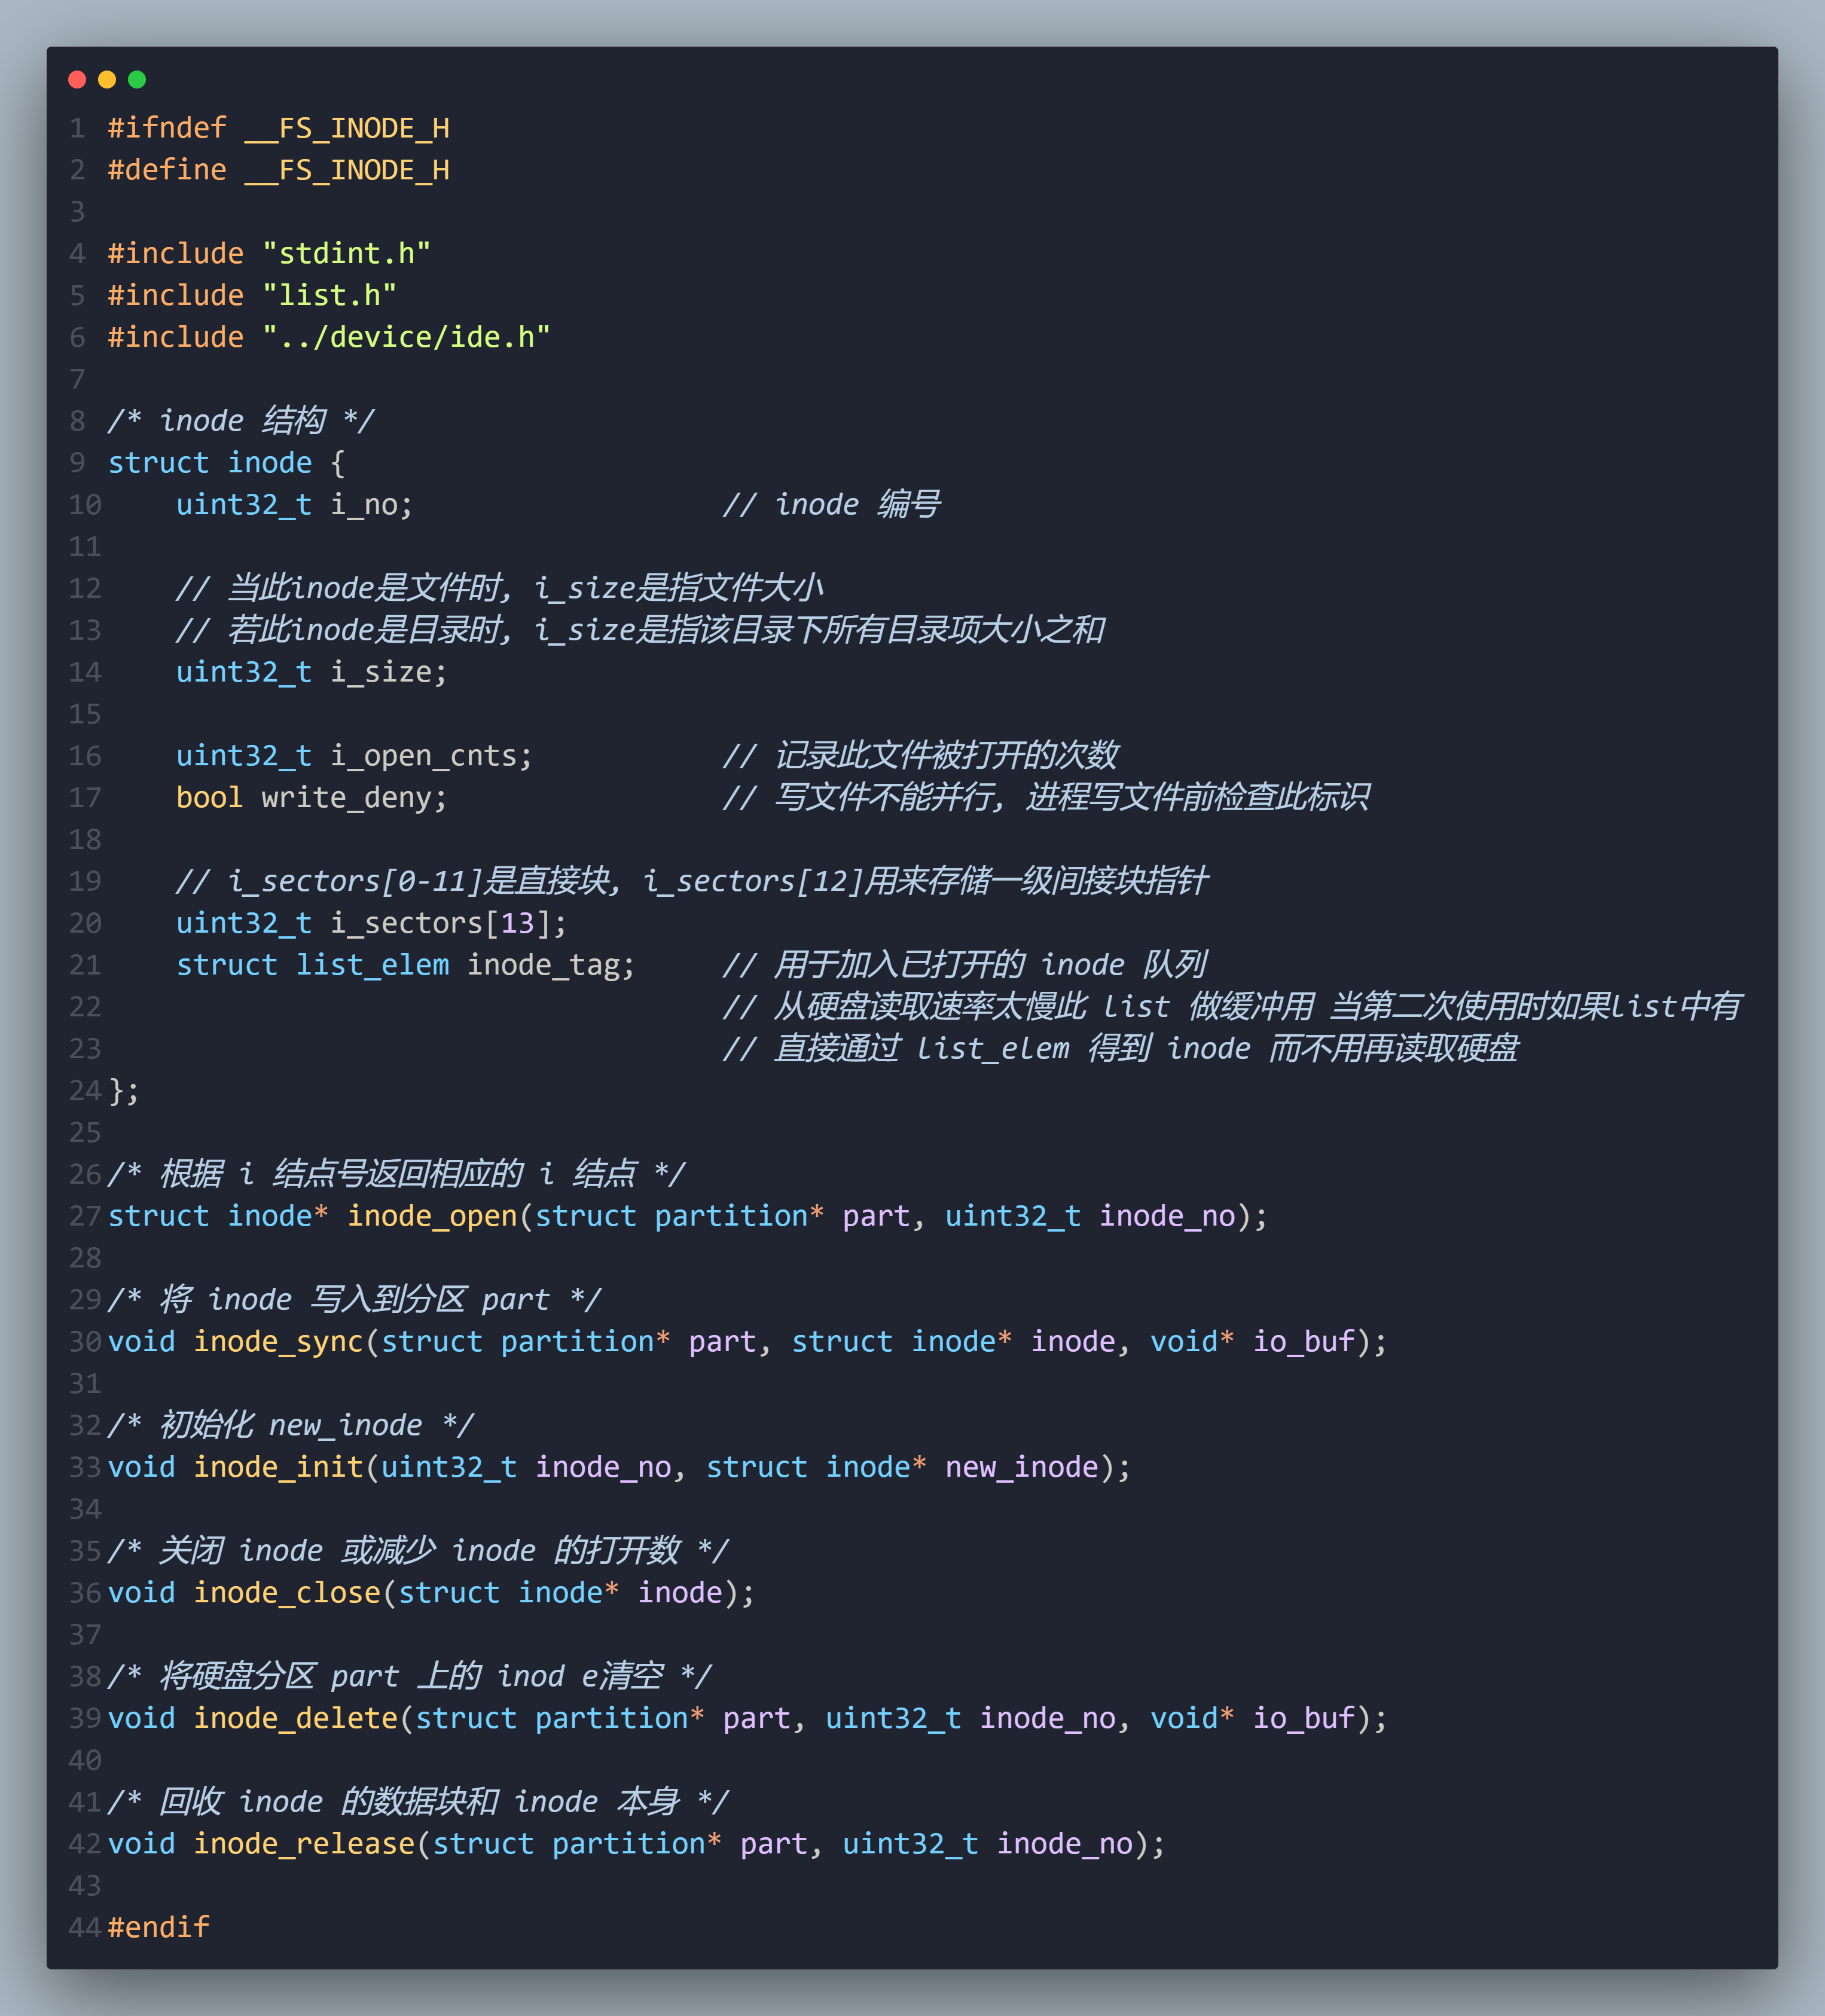 1 #ifndef __FS_INODE_H
2 #define __FS_INODE_H
3
4 #include "stdint.h"
5 #include "list.h"
6 #include "../device/ide.h"
7
8 /* inode 结构 */
9 struct inode {
10     uint32_t i_no;                  // inode 编号
11
12     // 当此inode是文件时, i_size是指文件大小
13     // 若此inode是目录时, i_size是指该目录下所有目录项大小之和
14     uint32_t i_size;
15
16     uint32_t i_open_cnts;           // 记录此文件被打开的次数
17     bool write_deny;                // 写文件不能并行, 进程写文件前检查此标识
18
19     // i_sectors[0-11]是直接块, i_sectors[12]用来存储一级间接块指针
20     uint32_t i_sectors[13];
21     struct list_elem inode_tag;     // 用于加入已打开的 inode 队列
22                                     // 从硬盘读取速率太慢此 list 做缓冲用 当第二次使用时如果list中有
23                                     // 直接通过 list_elem 得到 inode 而不用再读取硬盘
24 };
25
26 /* 根据 i 结点号返回相应的 i 结点 */
27 struct inode* inode_open(struct partition* part, uint32_t inode_no);
28
29 /* 将 inode 写入到分区 part */
30 void inode_sync(struct partition* part, struct inode* inode, void* io_buf);
31
32 /* 初始化 new_inode */
33 void inode_init(uint32_t inode_no, struct inode* new_inode);
34
35 /* 关闭 inode 或减少 inode 的打开数 */
36 void inode_close(struct inode* inode);
37
38 /* 将硬盘分区 part 上的 inod e清空 */
39 void inode_delete(struct partition* part, uint32_t inode_no, void* io_buf);
40
41 /* 回收 inode 的数据块和 inode 本身 */
42 void inode_release(struct partition* part, uint32_t inode_no);
43
44 #endif